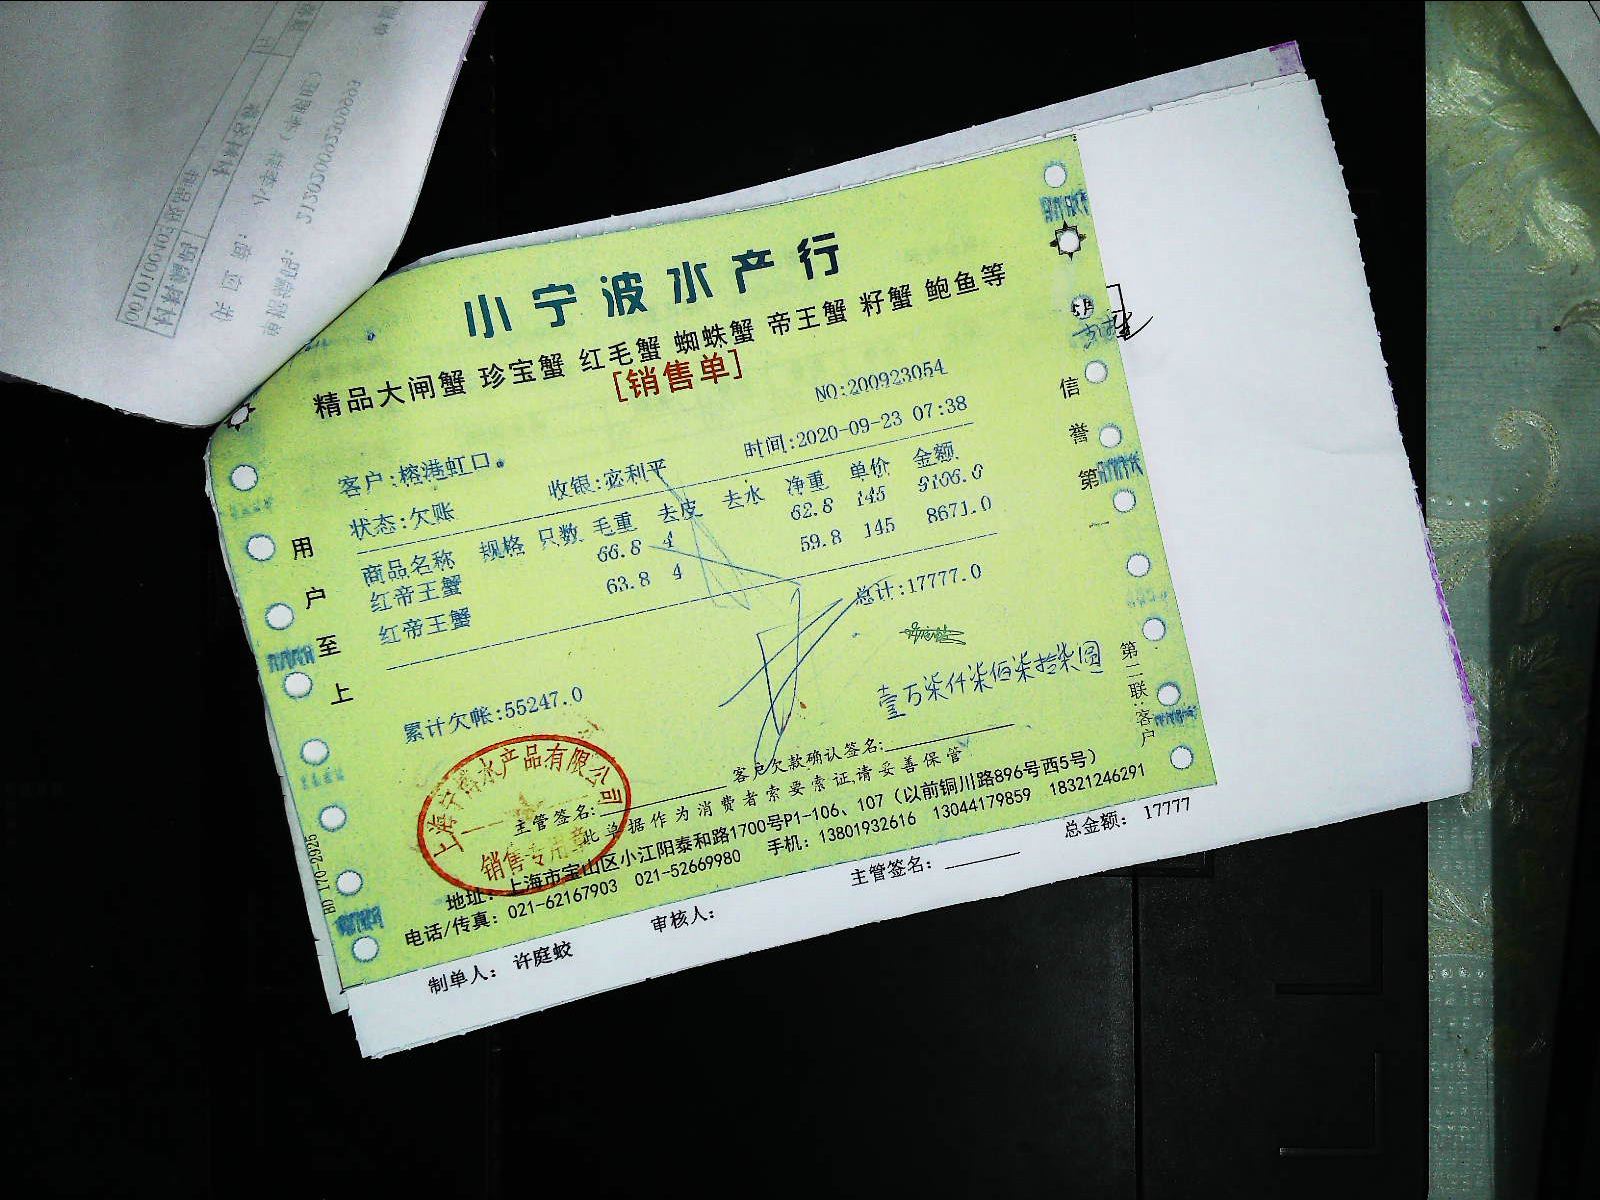 小宁波水产行
精品大闸蟹 珍宝蟹 红毛蟹 蜘蛛蟹 帝王蟹 籽蟹 鲍鱼等
[销售单]
NO:200923054
客户:榕港虹口。 收银:宓利平 时间:2020-09-23 07:38
状态:欠账
商品名称 规格 只数 毛重 去皮 去水 净重 单价 金额
红帝王蟹 66.8 4 62.8 145 9106.0
红帝王蟹 63.8 4 59.8 145 8671.0
总计:17777.0
壹万柒仟柒佰柒拾柒圆
累计欠帐:55247.0
客户欠款确认签名:
主管签名:
此单据作为消费者索要索证请妥善保管
地址: 上海市宝山区小江阳泰和路1700号P1-106、107（以前铜川路896号西5号）
电话/传真: 021-62167903 021-52669980 手机: 13801932616 13044179859 18321246291
用户至上
信誉第一
第二联:客户
BD 170-2925
销售专用章
制单人: 许庭蛟 审核人: 主管签名: 总金额: 17777
212020092309996